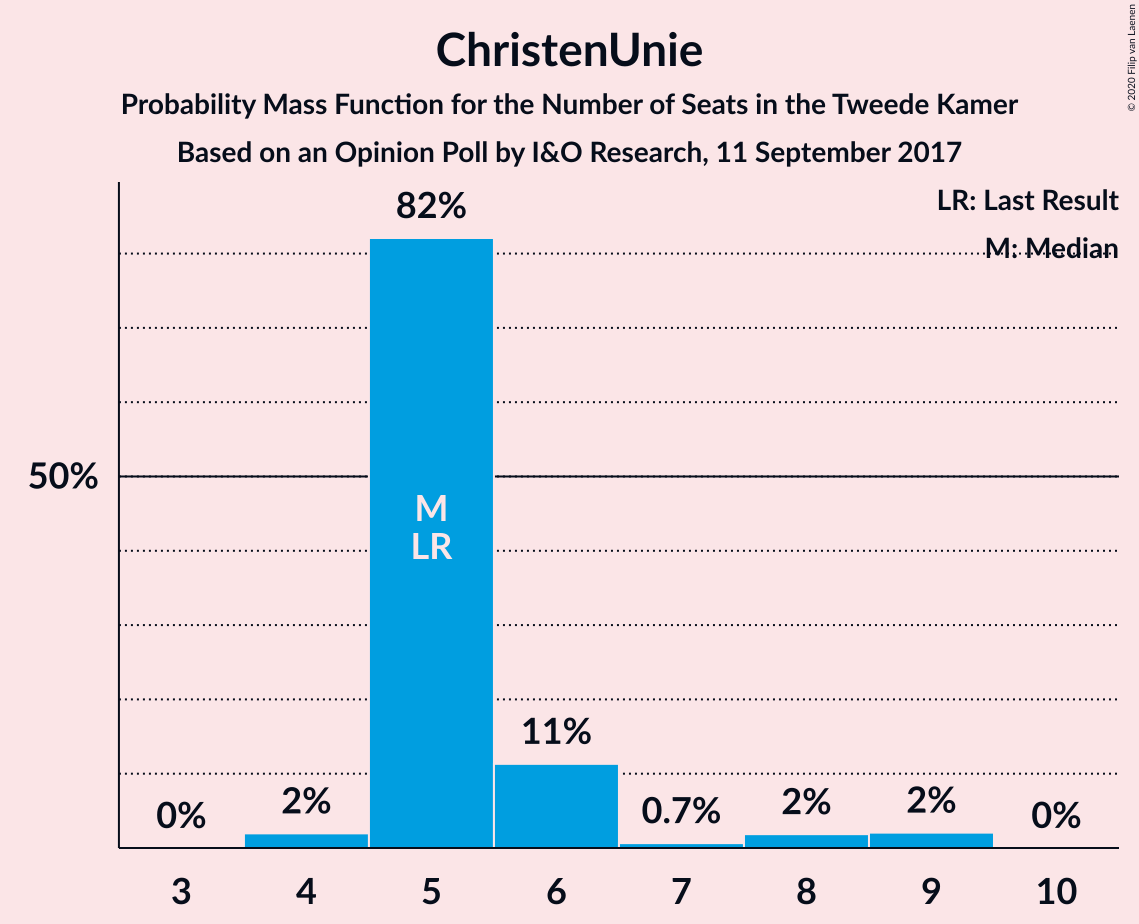 ChristenUnie
Probability Mass Function for the Number of Seats in the Tweede Kamer
Based on an Opinion Poll by I&O Research, 11 September 2017
© 2020 Filip van Laenen
LR: Last Result
M: Median
50%
0%
2%
82%
M
LR
11%
0.7%
2%
2%
0%
3 4 5 6 7 8 9 10